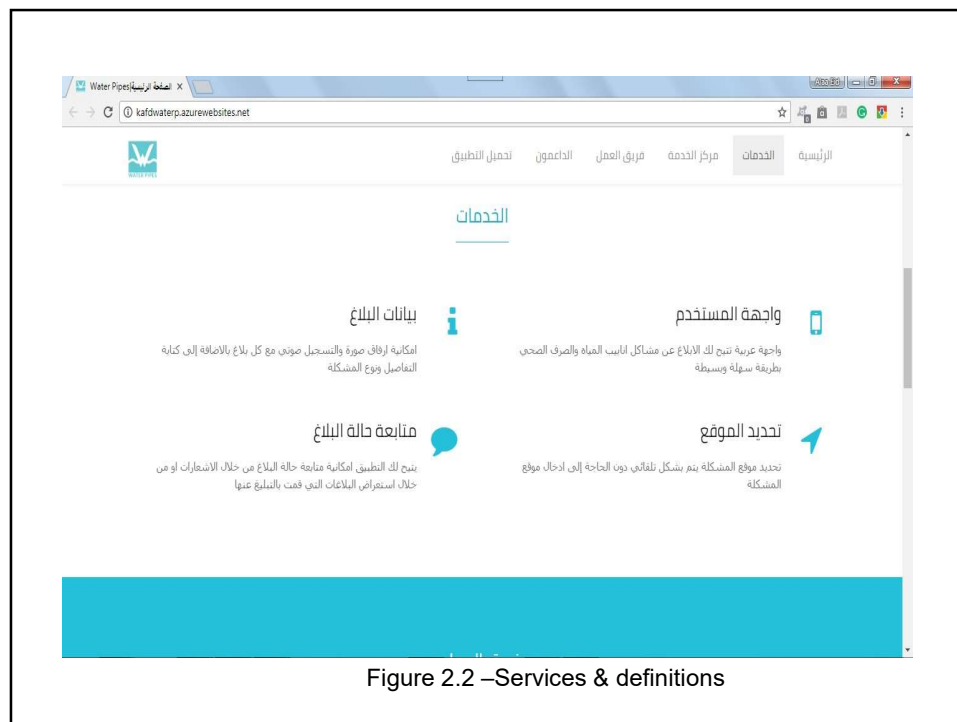 Water Pipes|الصفحة الرئيسية
Alaa Eid
kafdwaterp.azurewebsites.net
الرئيسية الخدمات مركز الخدمة فريق العمل الداعمون تحميل التطبيق
WATER PIPES
الخدمات
واجهة المستخدم
واجهة عربية تتيح لك الابلاغ عن مشاكل انابيب المياه والصرف الصحي
بطريقة سهلة وبسيطة
بيانات البلاغ
امكانية ارفاق صورة والتسجيل صوتي مع كل بلاغ بالاضافة إلى كتابة
التفاصيل ونوع المشكلة
تحديد الموقع
تحديد موقع المشكلة يتم بشكل تلقائي دون الحاجة إلى ادخال موقع
المشكلة
متابعة حالة البلاغ
يتيح لك التطبيق امكانية متابعة حالة البلاغ من خلال الاشعارات او من
خلال استعراض البلاغات التي قمت بالتبليغ عنها
Figure 2.2 –Services & definitions